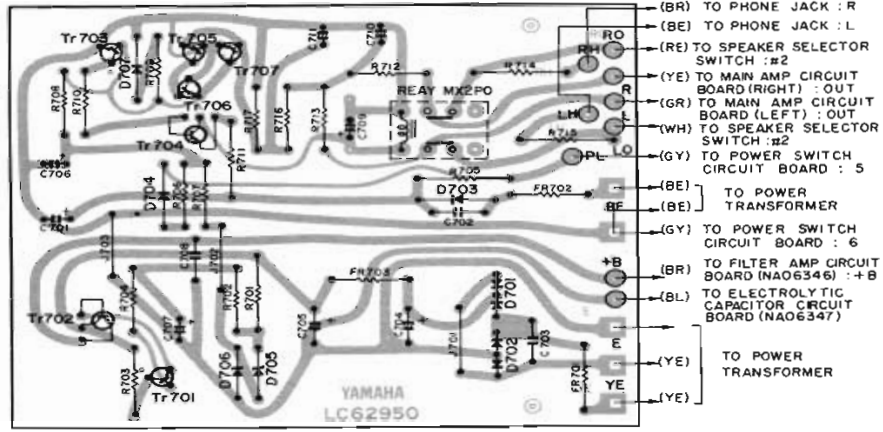 (BR) TO PHONE JACK : R
(BE) TO PHONE JACK : L
(RE) TO SPEAKER SELECTOR
SWITCH : #2
(YE) TO MAIN AMP CIRCUIT
BOARD (RIGHT) : OUT
(GR) TO MAIN AMP CIRCUIT
BOARD (LEFT) : OUT
(WH) TO SPEAKER SELECTOR
SWITCH : #2
(GY) TO POWER SWITCH
CIRCUIT BOARD : 5
(BE)
(BE)
TO POWER
TRANSFORMER
(GY) TO POWER SWITCH
CIRCUIT BOARD : 6
(BR) TO FILTER AMP CIRCUIT
BOARD (NA06346) : +B
(BL) TO ELECTROLYTIC
CAPACITOR CIRCUIT
BOARD (NA06347)
TO POWER
TRANSFORMER
(YE)
(YE)
RO
RH
R
LH
L
LO
PL
BE
+B
E
YE
Tr703
Tr705
D707
R709
Tr707
Tr706
Tr704
R708
R710
C706
C711
C710
R712
R714
REAY MX2PO
R717
R716
R713
C709
R715
R711
R705
D703
C702
FR702
D704
R706
R707
C701
J703
C708
J702
R704
R702
R701
FR703
D701
Tr702
C707
C705
C704
J701
D702
C703
R703
D706
D705
FR701
Tr701
YAMAHA
LC62950